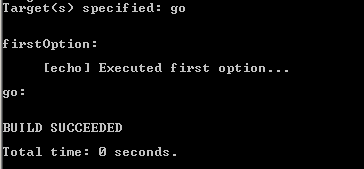 Target(s) specified: go
firstOption:
[echo] Executed first option...
go:
BUILD SUCCEEDED
Total time: 0 seconds.